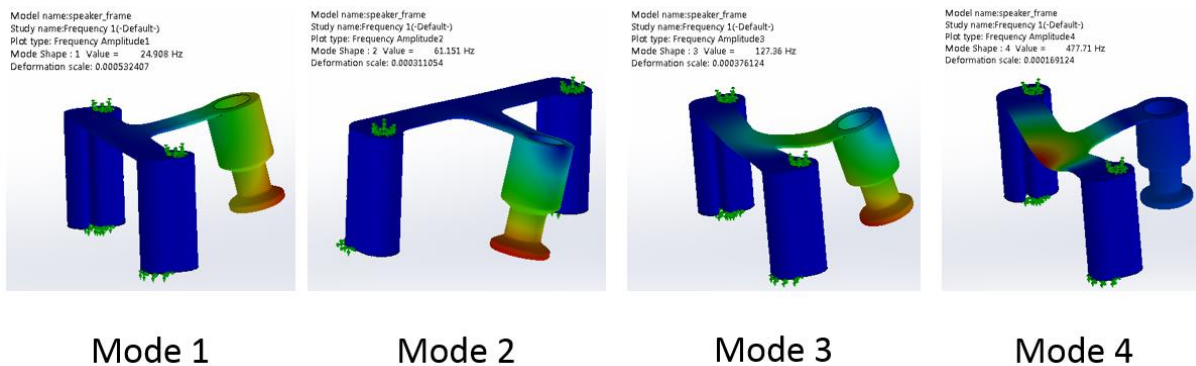 Model name:speaker_frame
Study name:Frequency 1(-Default-)
Plot type: Frequency Amplitude1
Mode Shape : 1 Value = 24.908 Hz
Deformation scale: 0.000532407
Model name:speaker_frame
Study name:Frequency 1(-Default-)
Plot type: Frequency Amplitude2
Mode Shape : 2 Value = 61.151 Hz
Deformation scale: 0.000311054
Model name:speaker_frame
Study name:Frequency 1(-Default-)
Plot type: Frequency Amplitude3
Mode Shape : 3 Value = 127.36 Hz
Deformation scale: 0.000376124
Model name:speaker_frame
Study name:Frequency 1(-Default-)
Plot type: Frequency Amplitude4
Mode Shape : 4 Value = 477.71 Hz
Deformation scale: 0.000169124
Mode 1
Mode 2
Mode 3
Mode 4